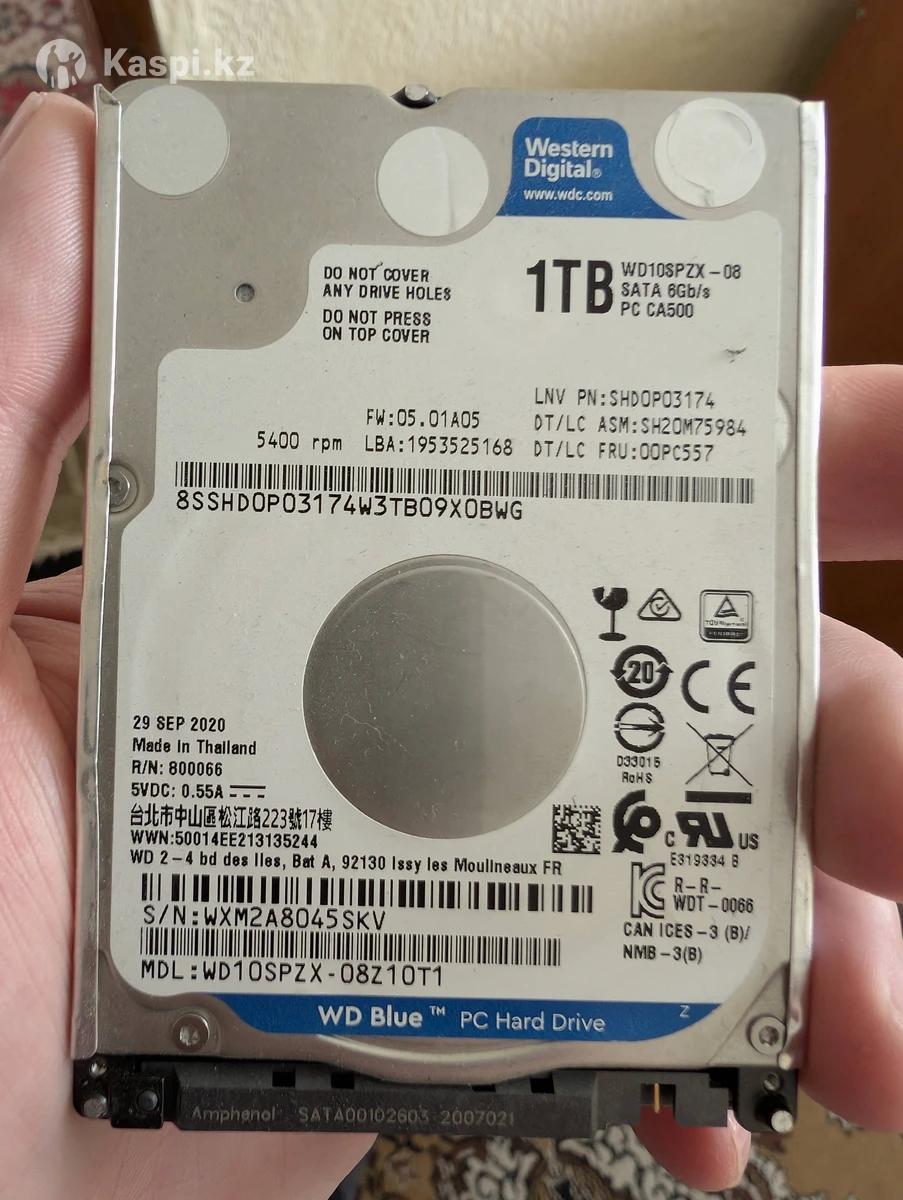 Kaspi.kz
Western
Digital®
www.wdc.com
DO NOT COVER
ANY DRIVE HOLES
DO NOT PRESS
ON TOP COVER
1TB
WD10SPZX-08
SATA 6Gb/s
PC CA500
LNV PN:SHD0P03174
FW:05.01A05
DT/LC ASM:SH20M75984
5400 rpm
LBA:1953525168
DT/LC FRU:00PC557
8SSHD0P03174W3TB09X0BWG
20
CE
D33015
RoHS
29 SEP 2020
Made in Thailand
R/N: 800066
5VDC: 0.55A
台北市中山區松江路223號17樓
WWN:50014EE213135244
WD 2-4 bd des Iles, Bat A, 92130 Issy les Moulineaux FR
c RU US
E319334 B
R-R-
WDT-0066
CAN ICES-3 (B)/
NMB-3(B)
S/N:WXM2A8045SKV
MDL:WD10SPZX-08Z10T1
WD Blue™ PC Hard Drive
Z
Amphenol SATA00102603 2007021